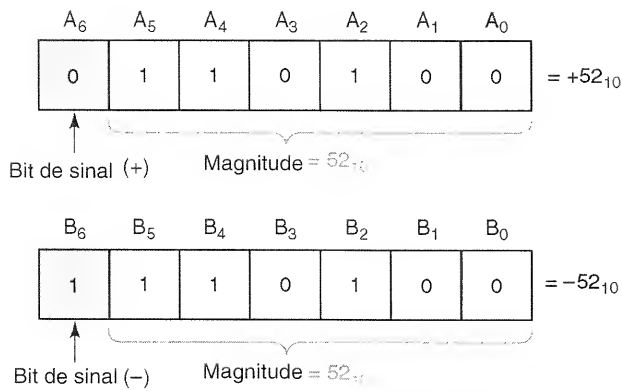 A₆ A₅ A₄ A₃ A₂ A₁ A₀
0 1 1 0 1 0 0 = +52₁₀
Bit de sinal (+) Magnitude = 52₁₀
B₆ B₅ B₄ B₃ B₂ B₁ B₀
1 1 1 0 1 0 0 = −52₁₀
Bit de sinal (−) Magnitude = 52